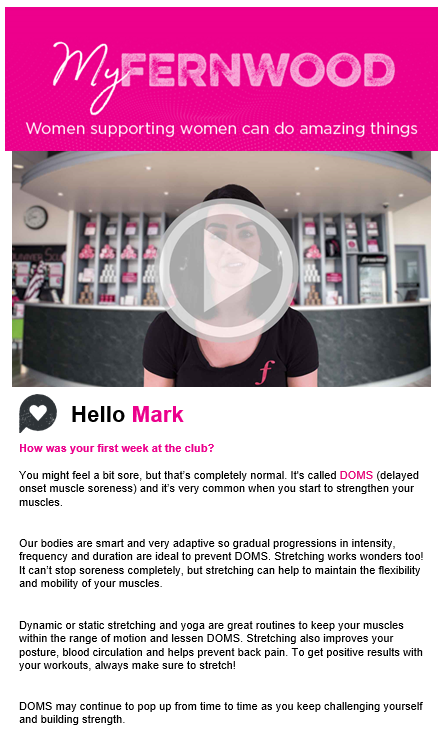 MyFERNWOOD
Women supporting women can do amazing things
f
Hello Mark
How was your first week at the club?
You might feel a bit sore, but that's completely normal. It's called DOMS (delayed
onset muscle soreness) and it's very common when you start to strengthen your
muscles.
Our bodies are smart and very adaptive so gradual progressions in intensity,
frequency and duration are ideal to prevent DOMS. Stretching works wonders too!
It can't stop soreness completely, but stretching can help to maintain the flexibility
and mobility of your muscles.
Dynamic or static stretching and yoga are great routines to keep your muscles
within the range of motion and lessen DOMS. Stretching also improves your
posture, blood circulation and helps prevent back pain. To get positive results with
your workouts, always make sure to stretch!
DOMS may continue to pop up from time to time as you keep challenging yourself
and building strength.